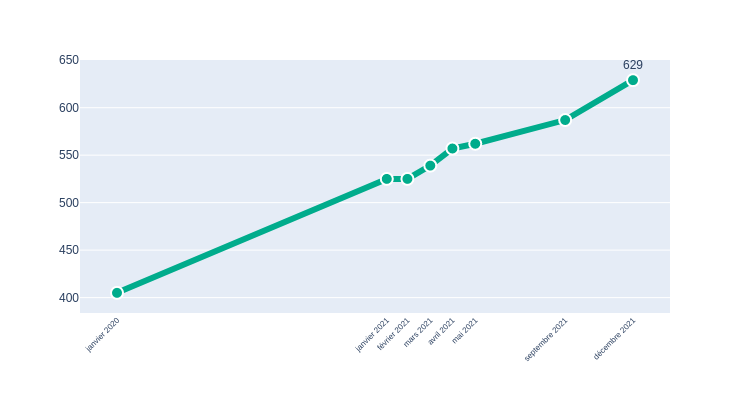 650
629
600
550
500
450
400
janvier 2020
janvier 2021
février 2021
mars 2021
avril 2021
mai 2021
septembre 2021
décembre 2021